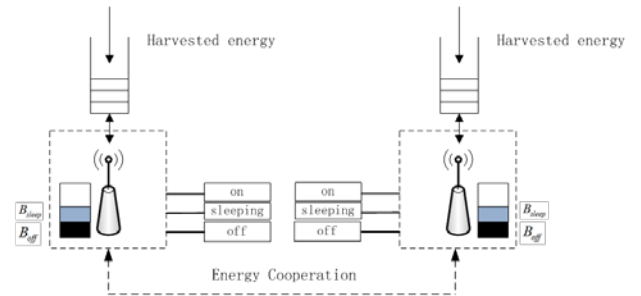 Harvested energy
Harvested energy
on
on
B_sleep
sleeping
sleeping
B_sleep
B_off
off
off
B_off
Energy Cooperation